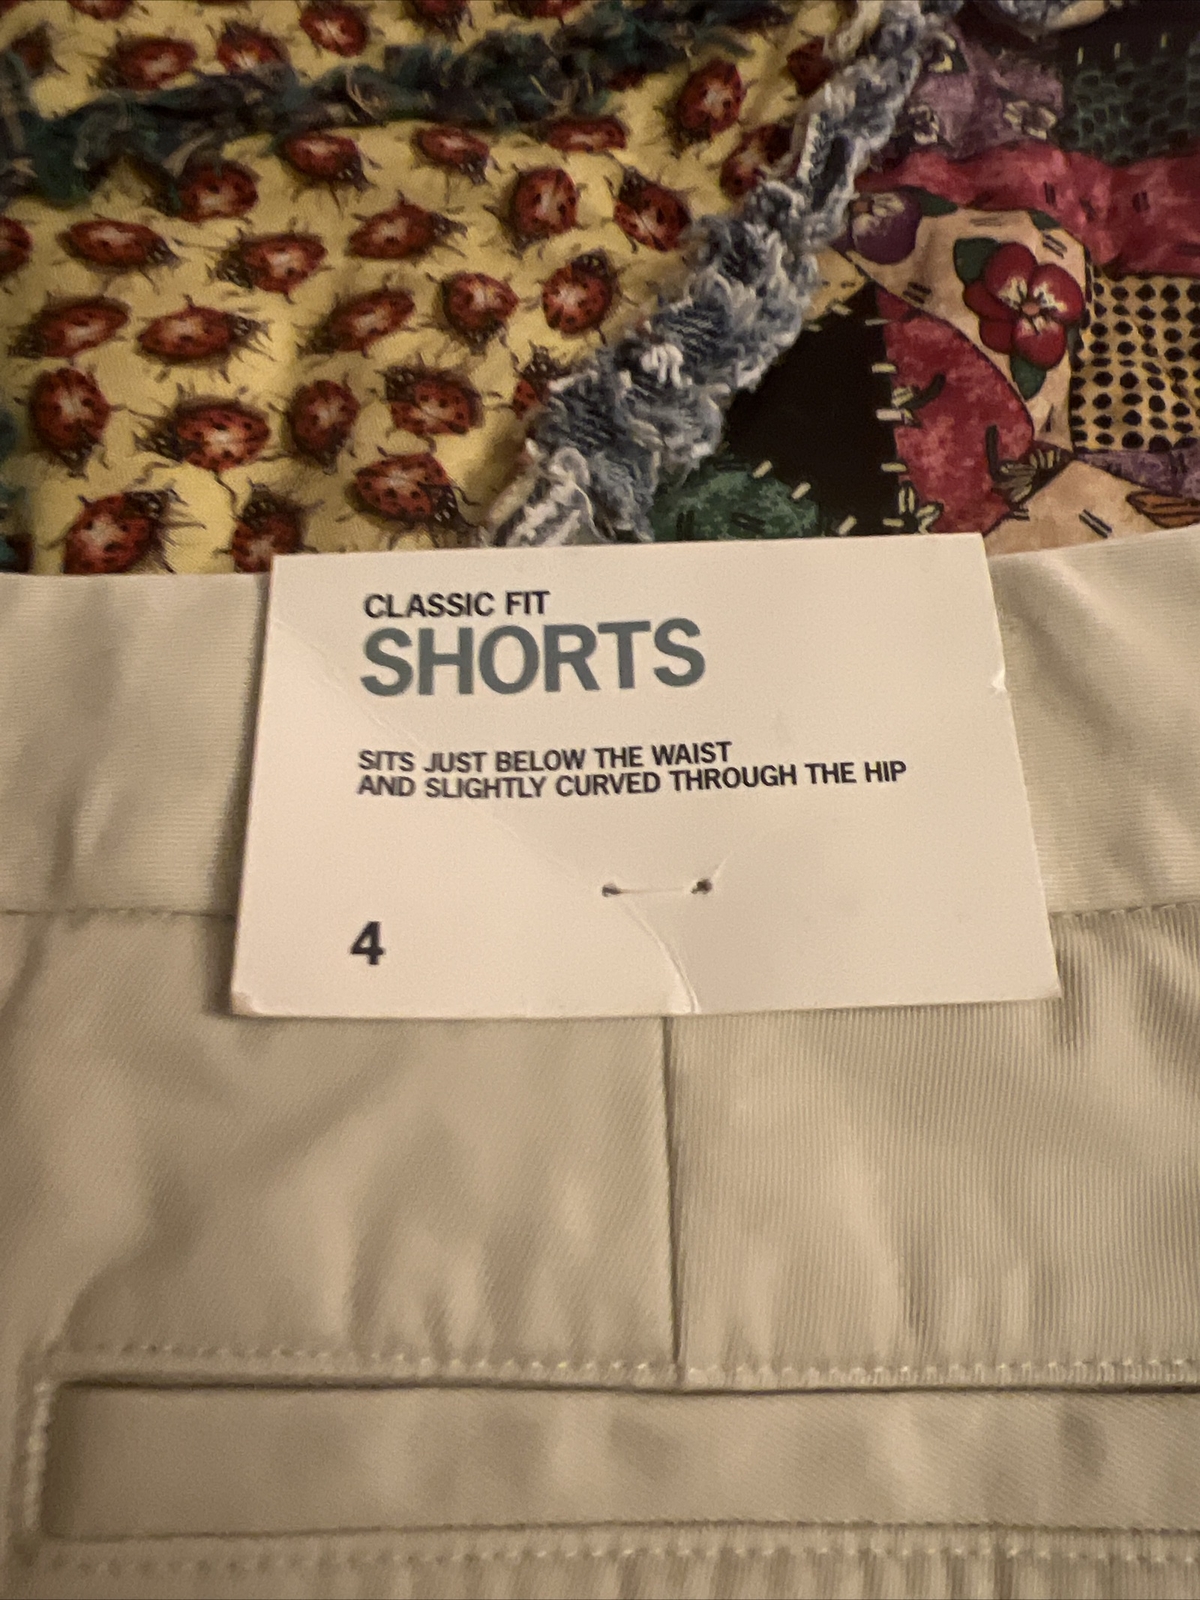 CLASSIC FIT
SHORTS
SITS JUST BELOW THE WAIST
AND SLIGHTLY CURVED THROUGH THE HIP
4